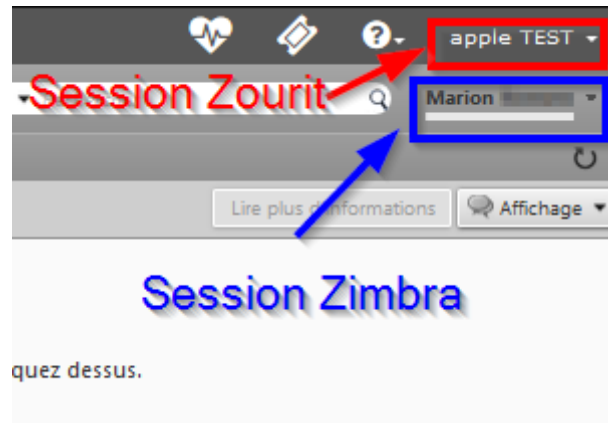 apple TEST
Session Zourit
Marion
Lire plus d'informations
Affichage
Session Zimbra
quez dessus.